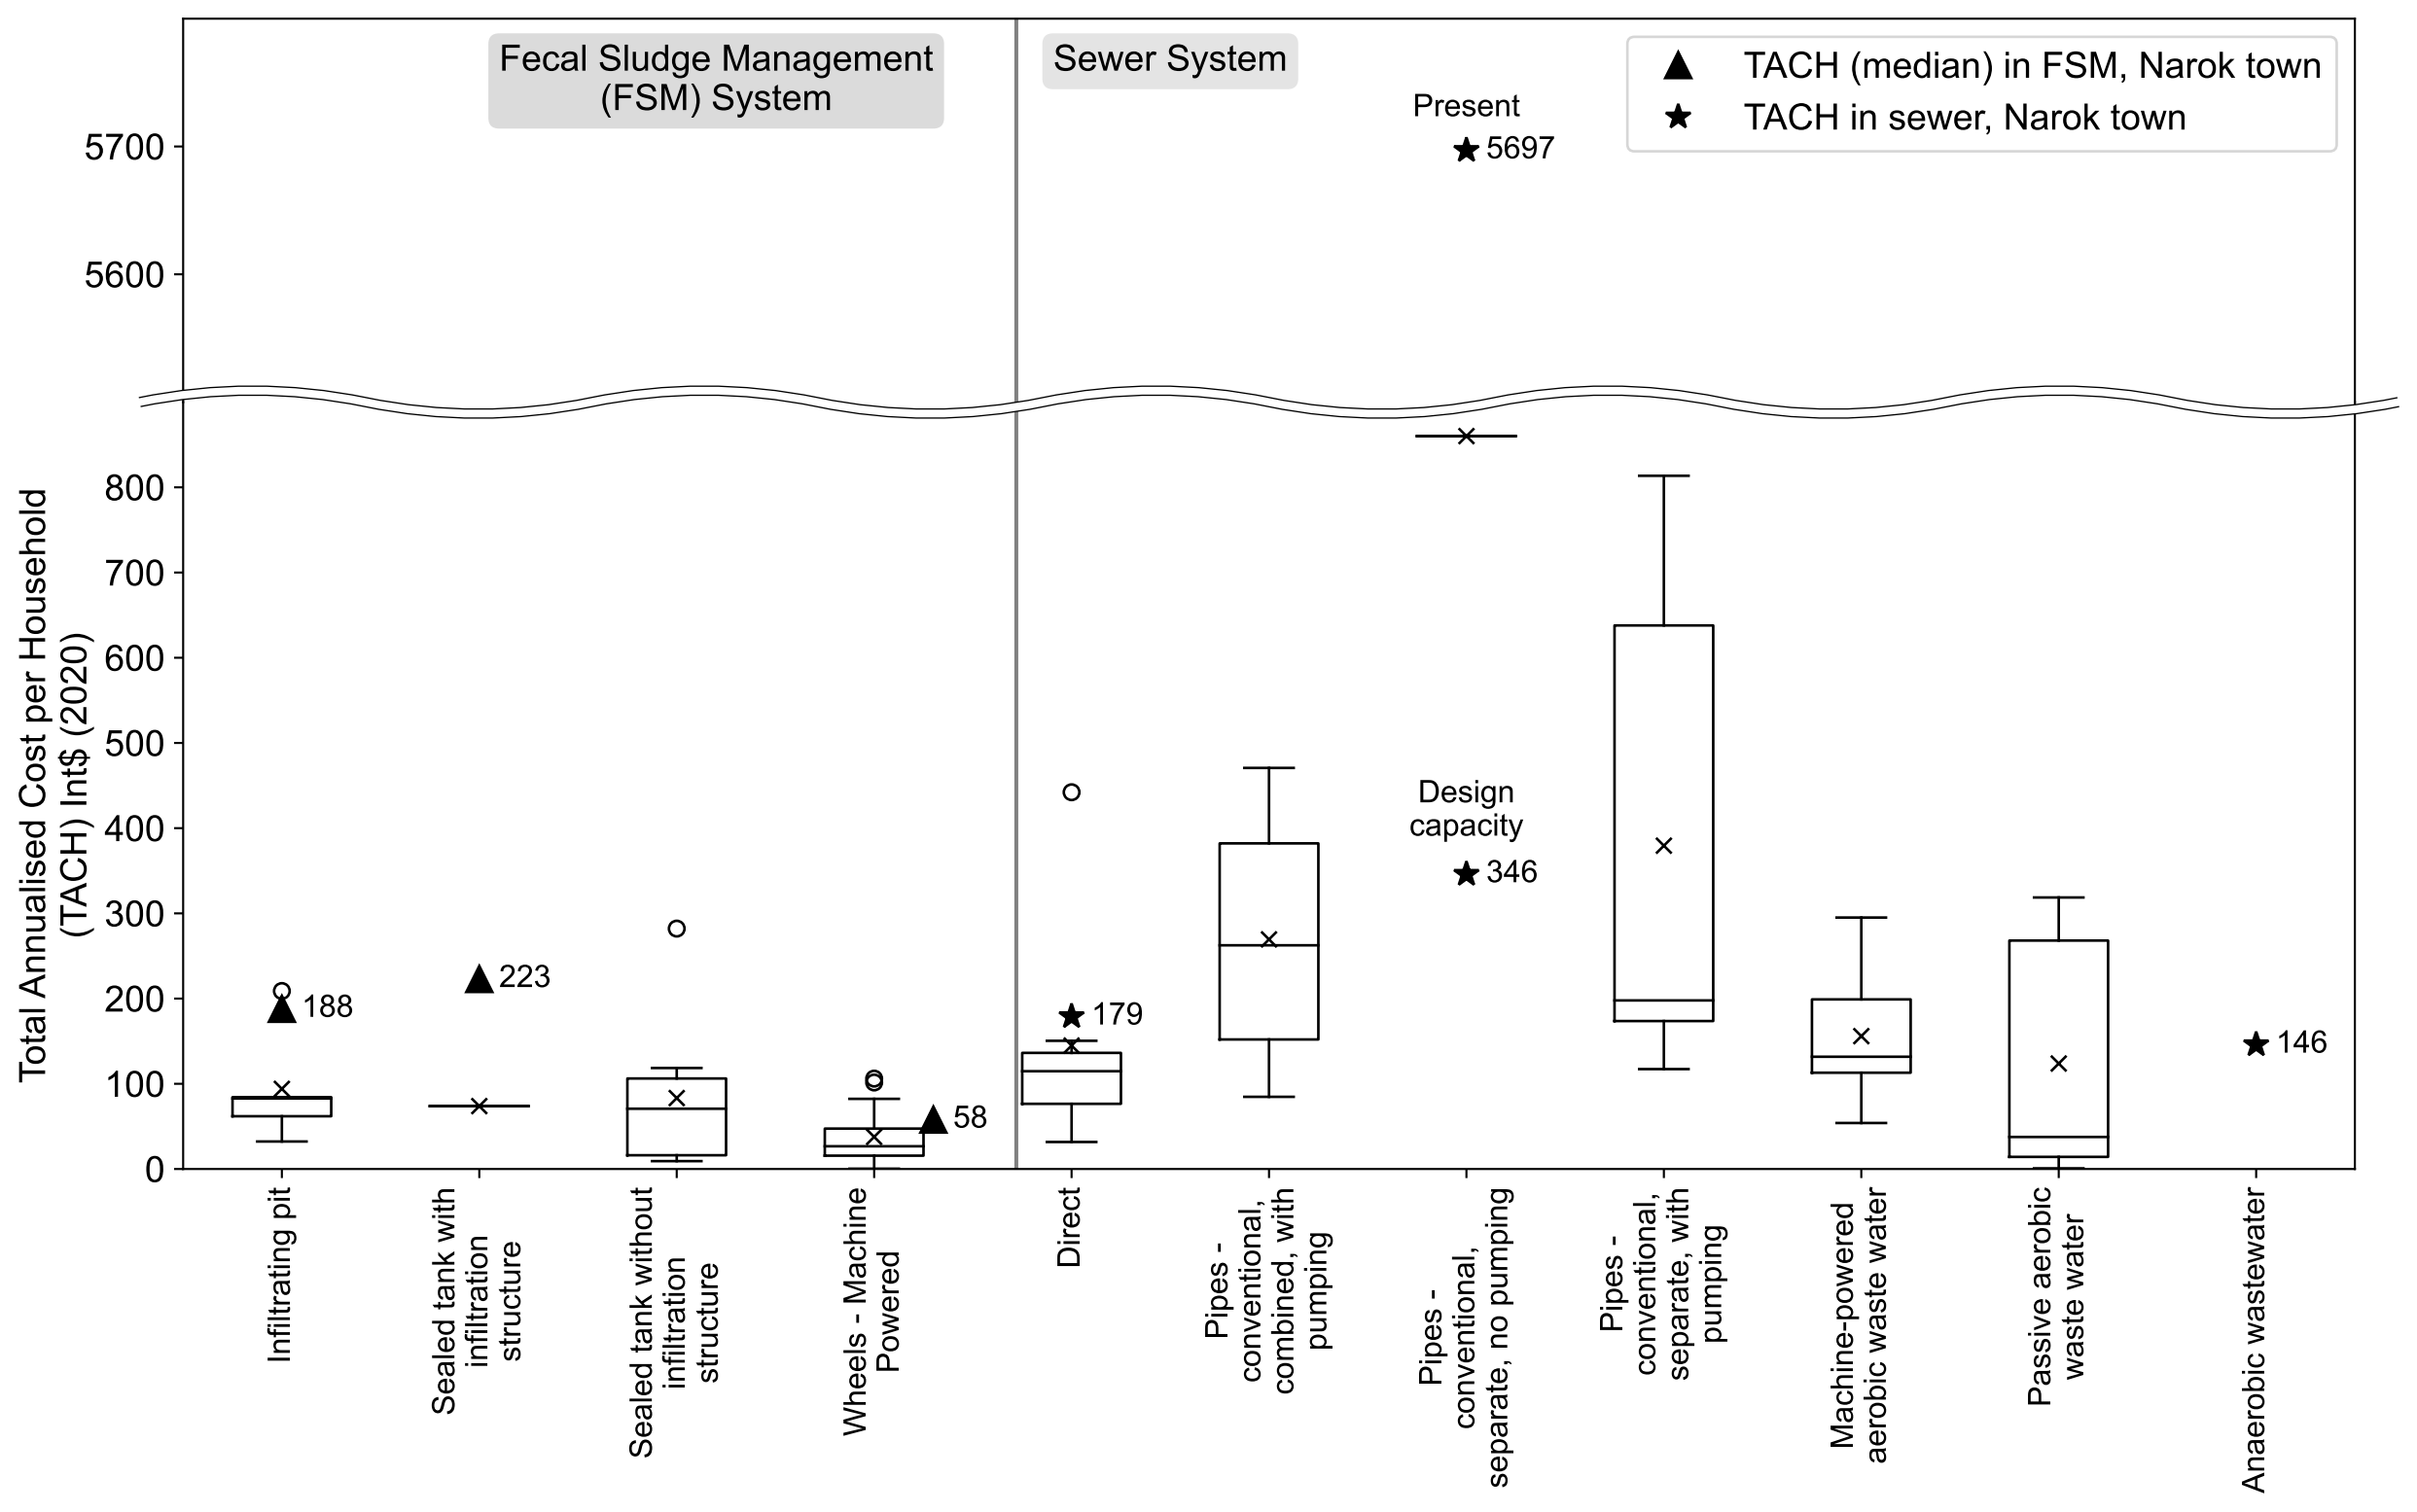 Fecal Sludge Management
(FSM) System
Sewer System
TACH (median) in FSM, Narok town
TACH in sewer, Narok town
Present
5697
5700
5600
800
700
600
500
400
300
200
100
0
Total Annualised Cost per Household
(TACH) Int$ (2020)
Design
capacity
346
188
223
58
179
146
Infiltrating pit
Sealed tank with
infiltration
structure
Sealed tank without
infiltration
structure
Wheels - Machine
Powered
Direct
Pipes -
conventional,
combined, with
pumping
Pipes -
conventional,
separate, no pumping
Pipes -
conventional,
separate, with
pumping
Machine-powered
aerobic waste water
Passive aerobic
waste water
Anaerobic wastewater